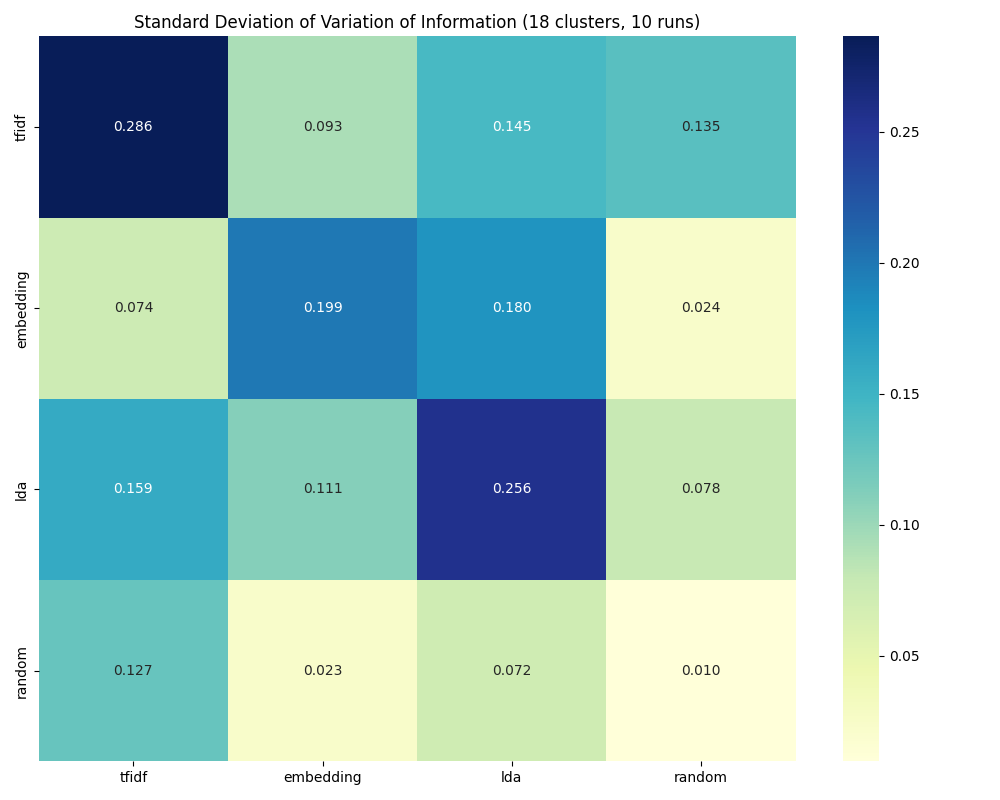 Standard Deviation of Variation of Information (18 clusters, 10 runs)
tfidf
0.286
0.093
0.145
0.135
embedding
0.074
0.199
0.180
0.024
lda
0.159
0.111
0.256
0.078
random
0.127
0.023
0.072
0.010
tfidf
embedding
lda
random
0.25
0.20
0.15
0.10
0.05